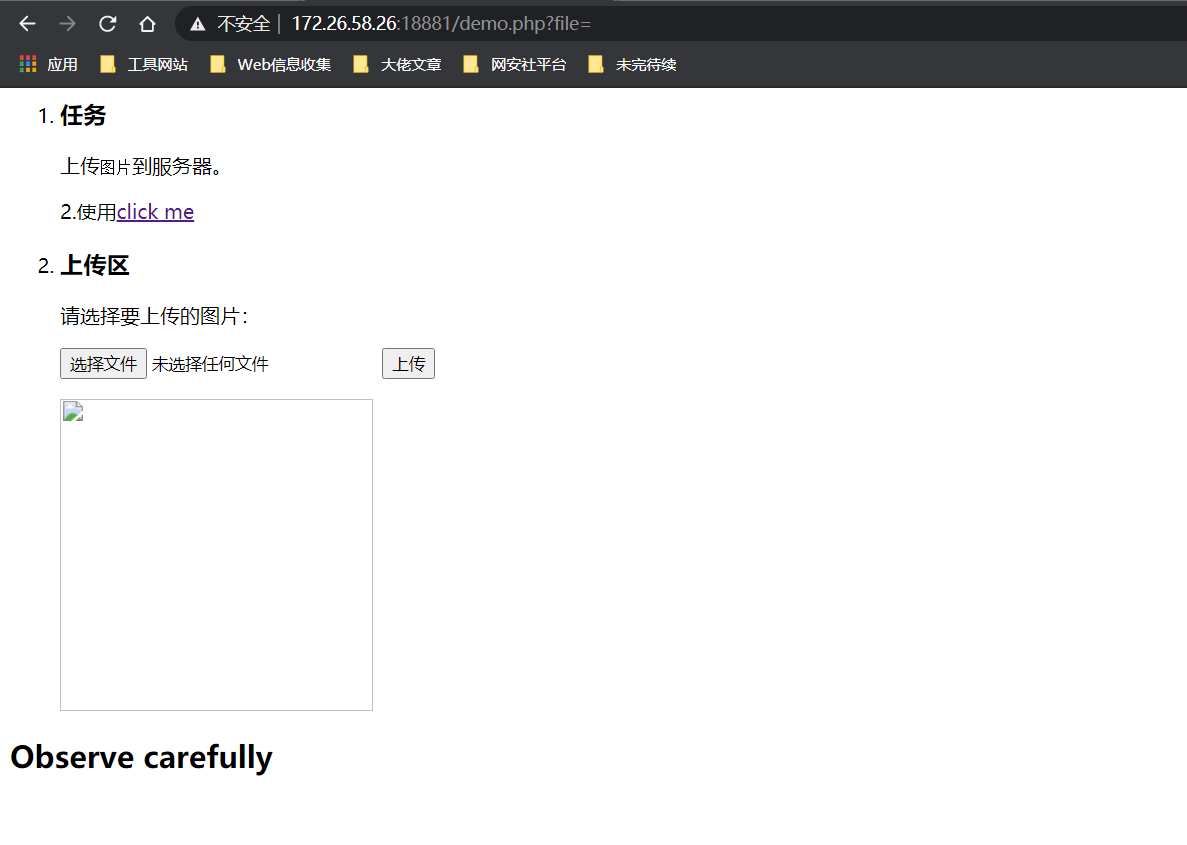 不安全 | 172.26.58.26:18881/demo.php?file=
应用 工具网站 Web信息收集 大佬文章 网安社平台 未完待续
1. 任务
上传图片到服务器。
2.使用click me
2. 上传区
请选择要上传的图片：
选择文件 未选择任何文件 上传
Observe carefully